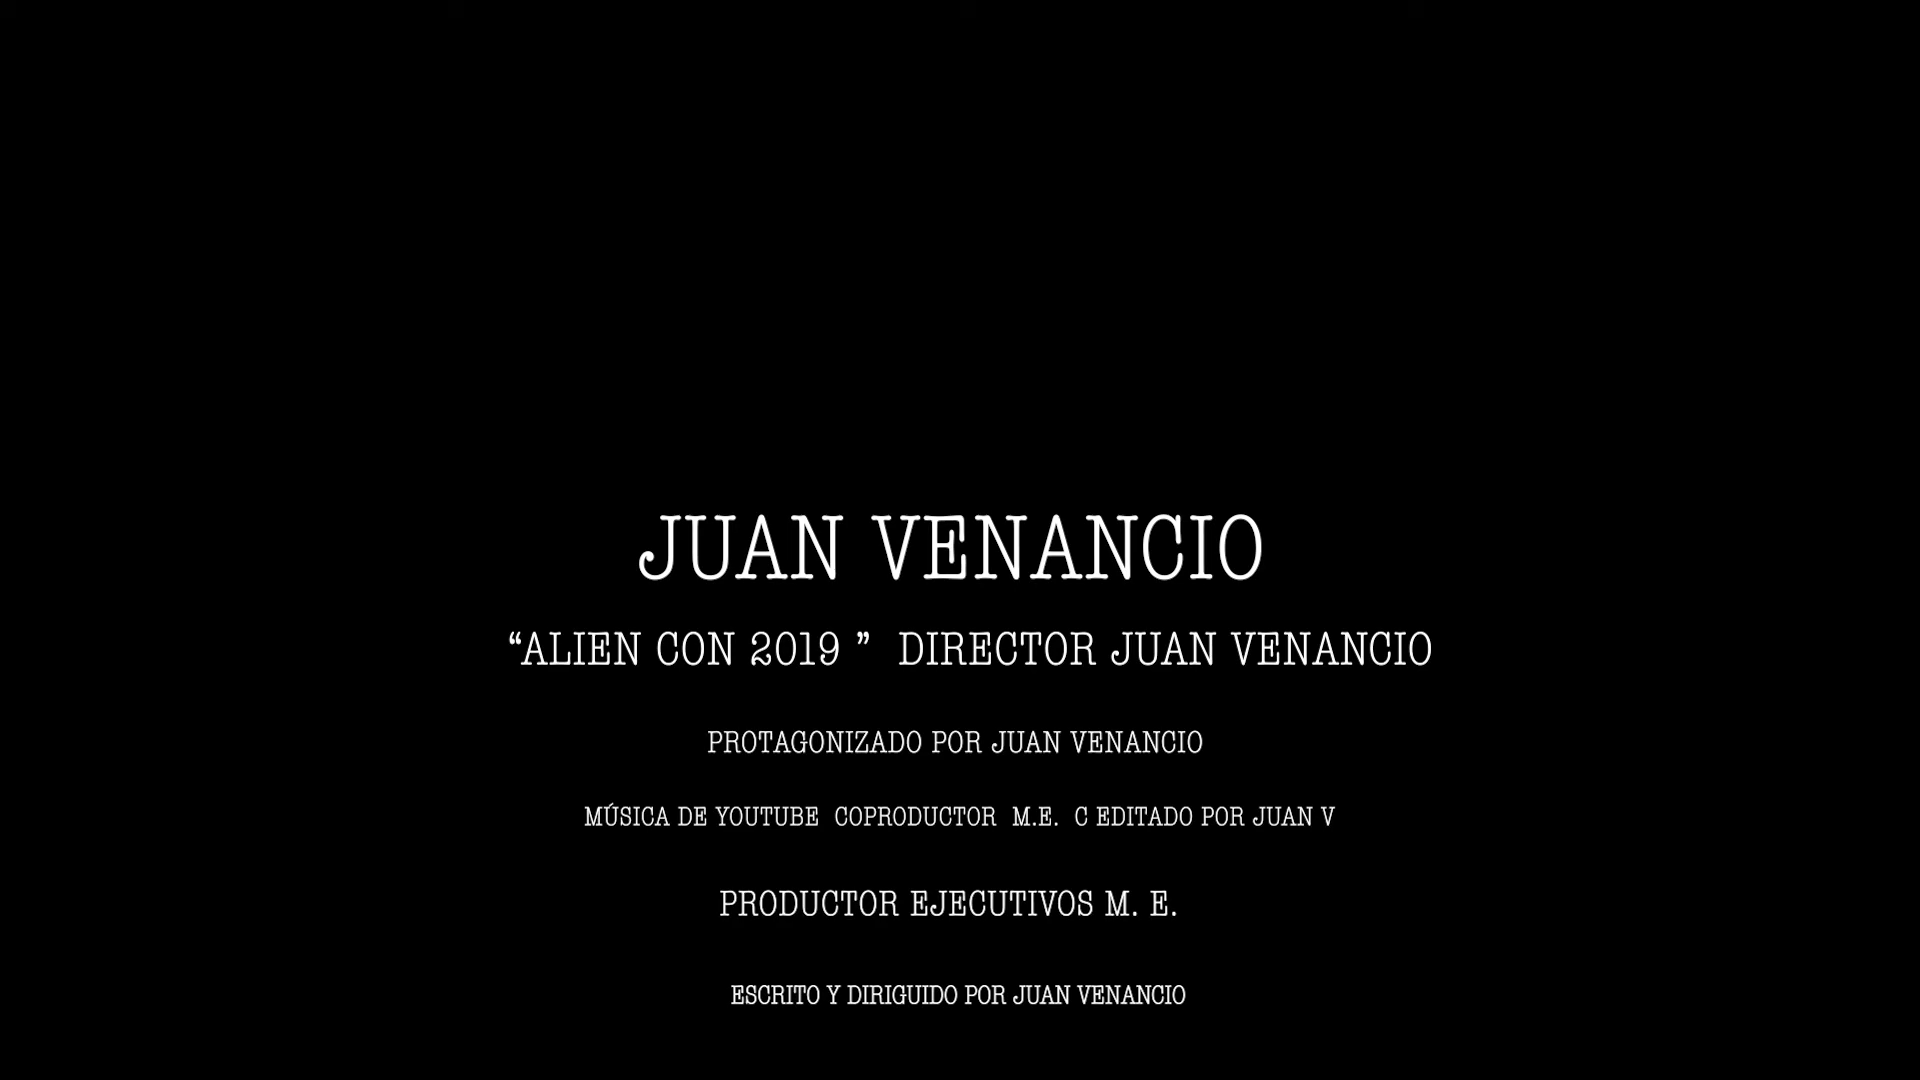 JUAN VENANCIO
“ALIEN CON 2019 ” DIRECTOR JUAN VENANCIO
PROTAGONIZADO POR JUAN VENANCIO
MÚSICA DE YOUTUBE COPRODUCTOR M.E. C EDITADO POR JUAN V
PRODUCTOR EJECUTIVOS M. E.
ESCRITO Y DIRIGUIDO POR JUAN VENANCIO